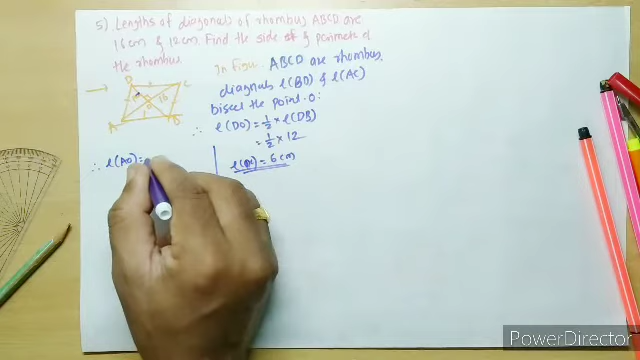 5) Lengths of diagonals of rhombus ABCD are
16 cm & 12 cm. Find the side & perimeter of
the rhombus.
In Figu. ABCD are rhombus.
diagonals l(BD) & l(AC)
Bisect the point O:
D
C
16
A
B
∴ l(DO) = 1/2 × l(DB)
= 1/2 × 12
= 6 cm
∴ l(AO) =
PowerDirector